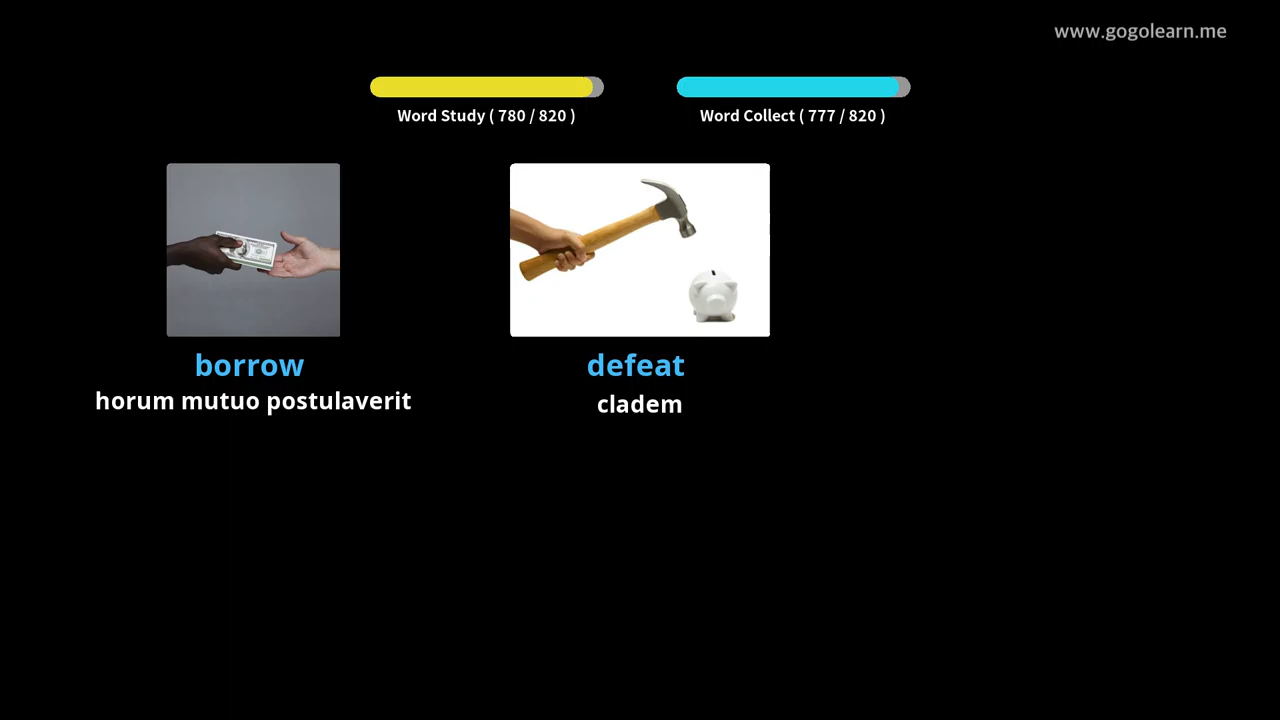 www.gogolearn.me
Word Study ( 780 / 820 )
Word Collect ( 777 / 820 )
borrow
horum mutuo postulaverit
defeat
cladem